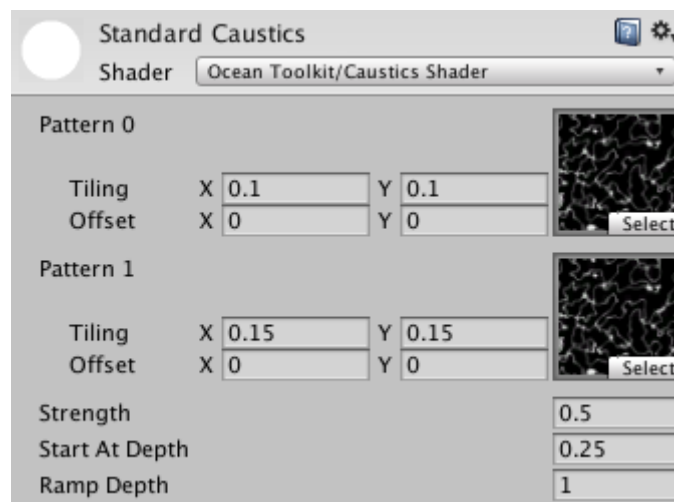 Standard Caustics
Shader Ocean Toolkit/Caustics Shader
Pattern 0
Tiling X 0.1 Y 0.1
Offset X 0 Y 0
Select
Pattern 1
Tiling X 0.15 Y 0.15
Offset X 0 Y 0
Select
Strength 0.5
Start At Depth 0.25
Ramp Depth 1